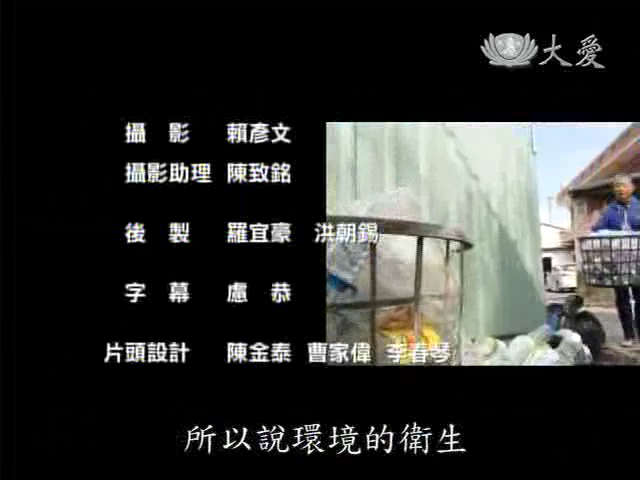 大愛
攝 影 賴彥文
攝影助理 陳致銘
後 製 羅宜豪 洪朝錫
字 幕 盧 恭
片頭設計 陳金泰 曹家偉 李春琴
所以說環境的衛生